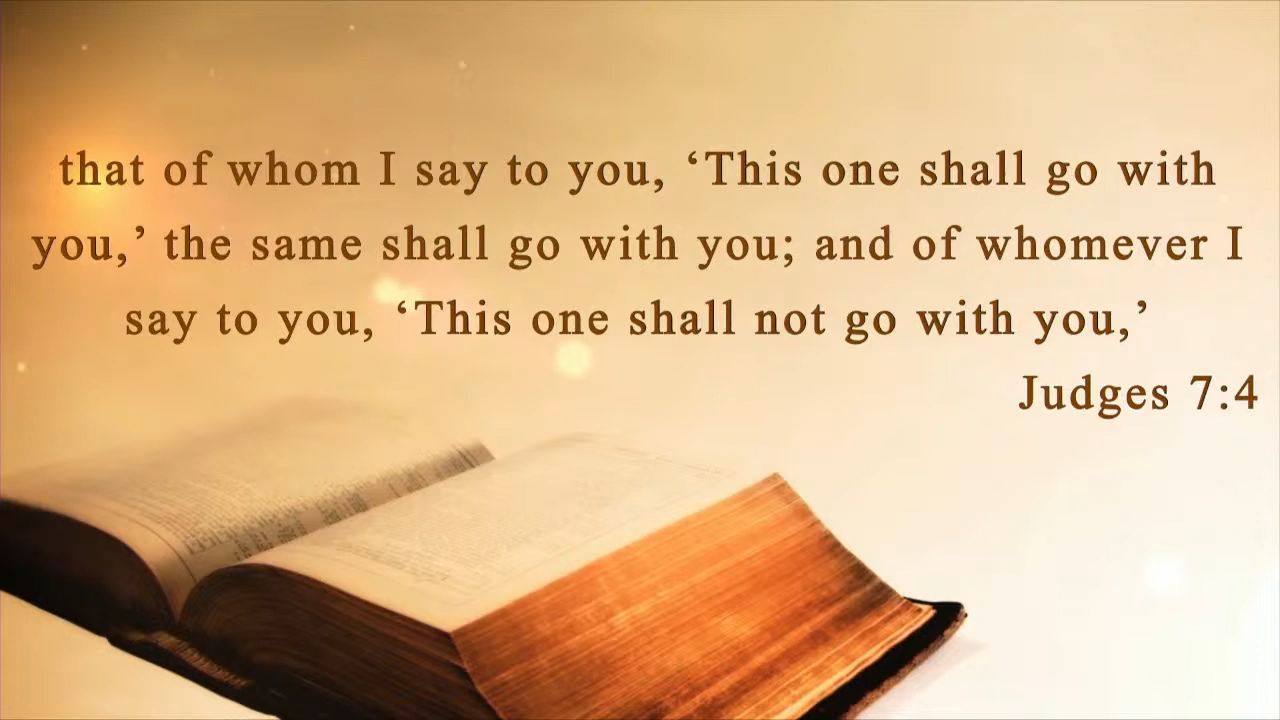 that of whom I say to you, ‘This one shall go with
you,’ the same shall go with you; and of whomever I
say to you, ‘This one shall not go with you,’
Judges 7:4